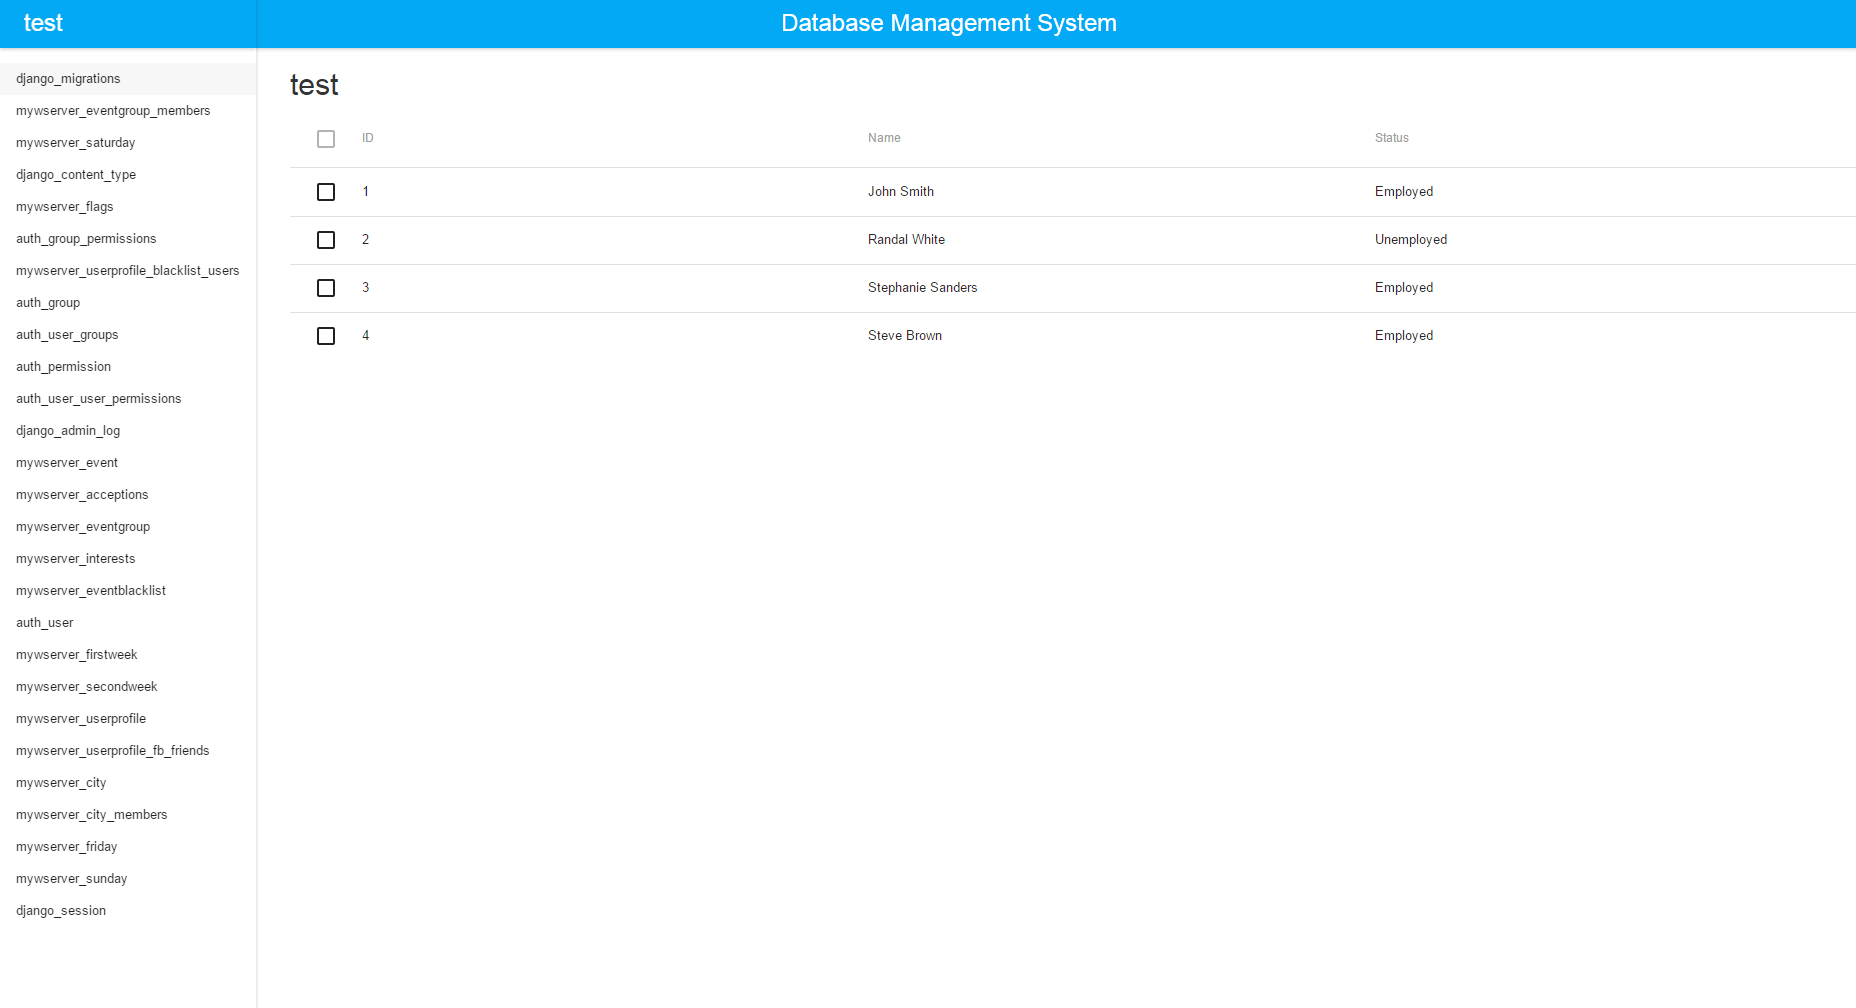 test
Database Management System
django_migrations
mywserver_eventgroup_members
mywserver_saturday
django_content_type
mywserver_flags
auth_group_permissions
mywserver_userprofile_blacklist_users
auth_group
auth_user_groups
auth_permission
auth_user_user_permissions
django_admin_log
mywserver_event
mywserver_acceptions
mywserver_eventgroup
mywserver_interests
mywserver_eventblacklist
auth_user
mywserver_firstweek
mywserver_secondweek
mywserver_userprofile
mywserver_userprofile_fb_friends
mywserver_city
mywserver_city_members
mywserver_friday
mywserver_sunday
django_session
test
ID Name Status
1 John Smith Employed
2 Randal White Unemployed
3 Stephanie Sanders Employed
4 Steve Brown Employed